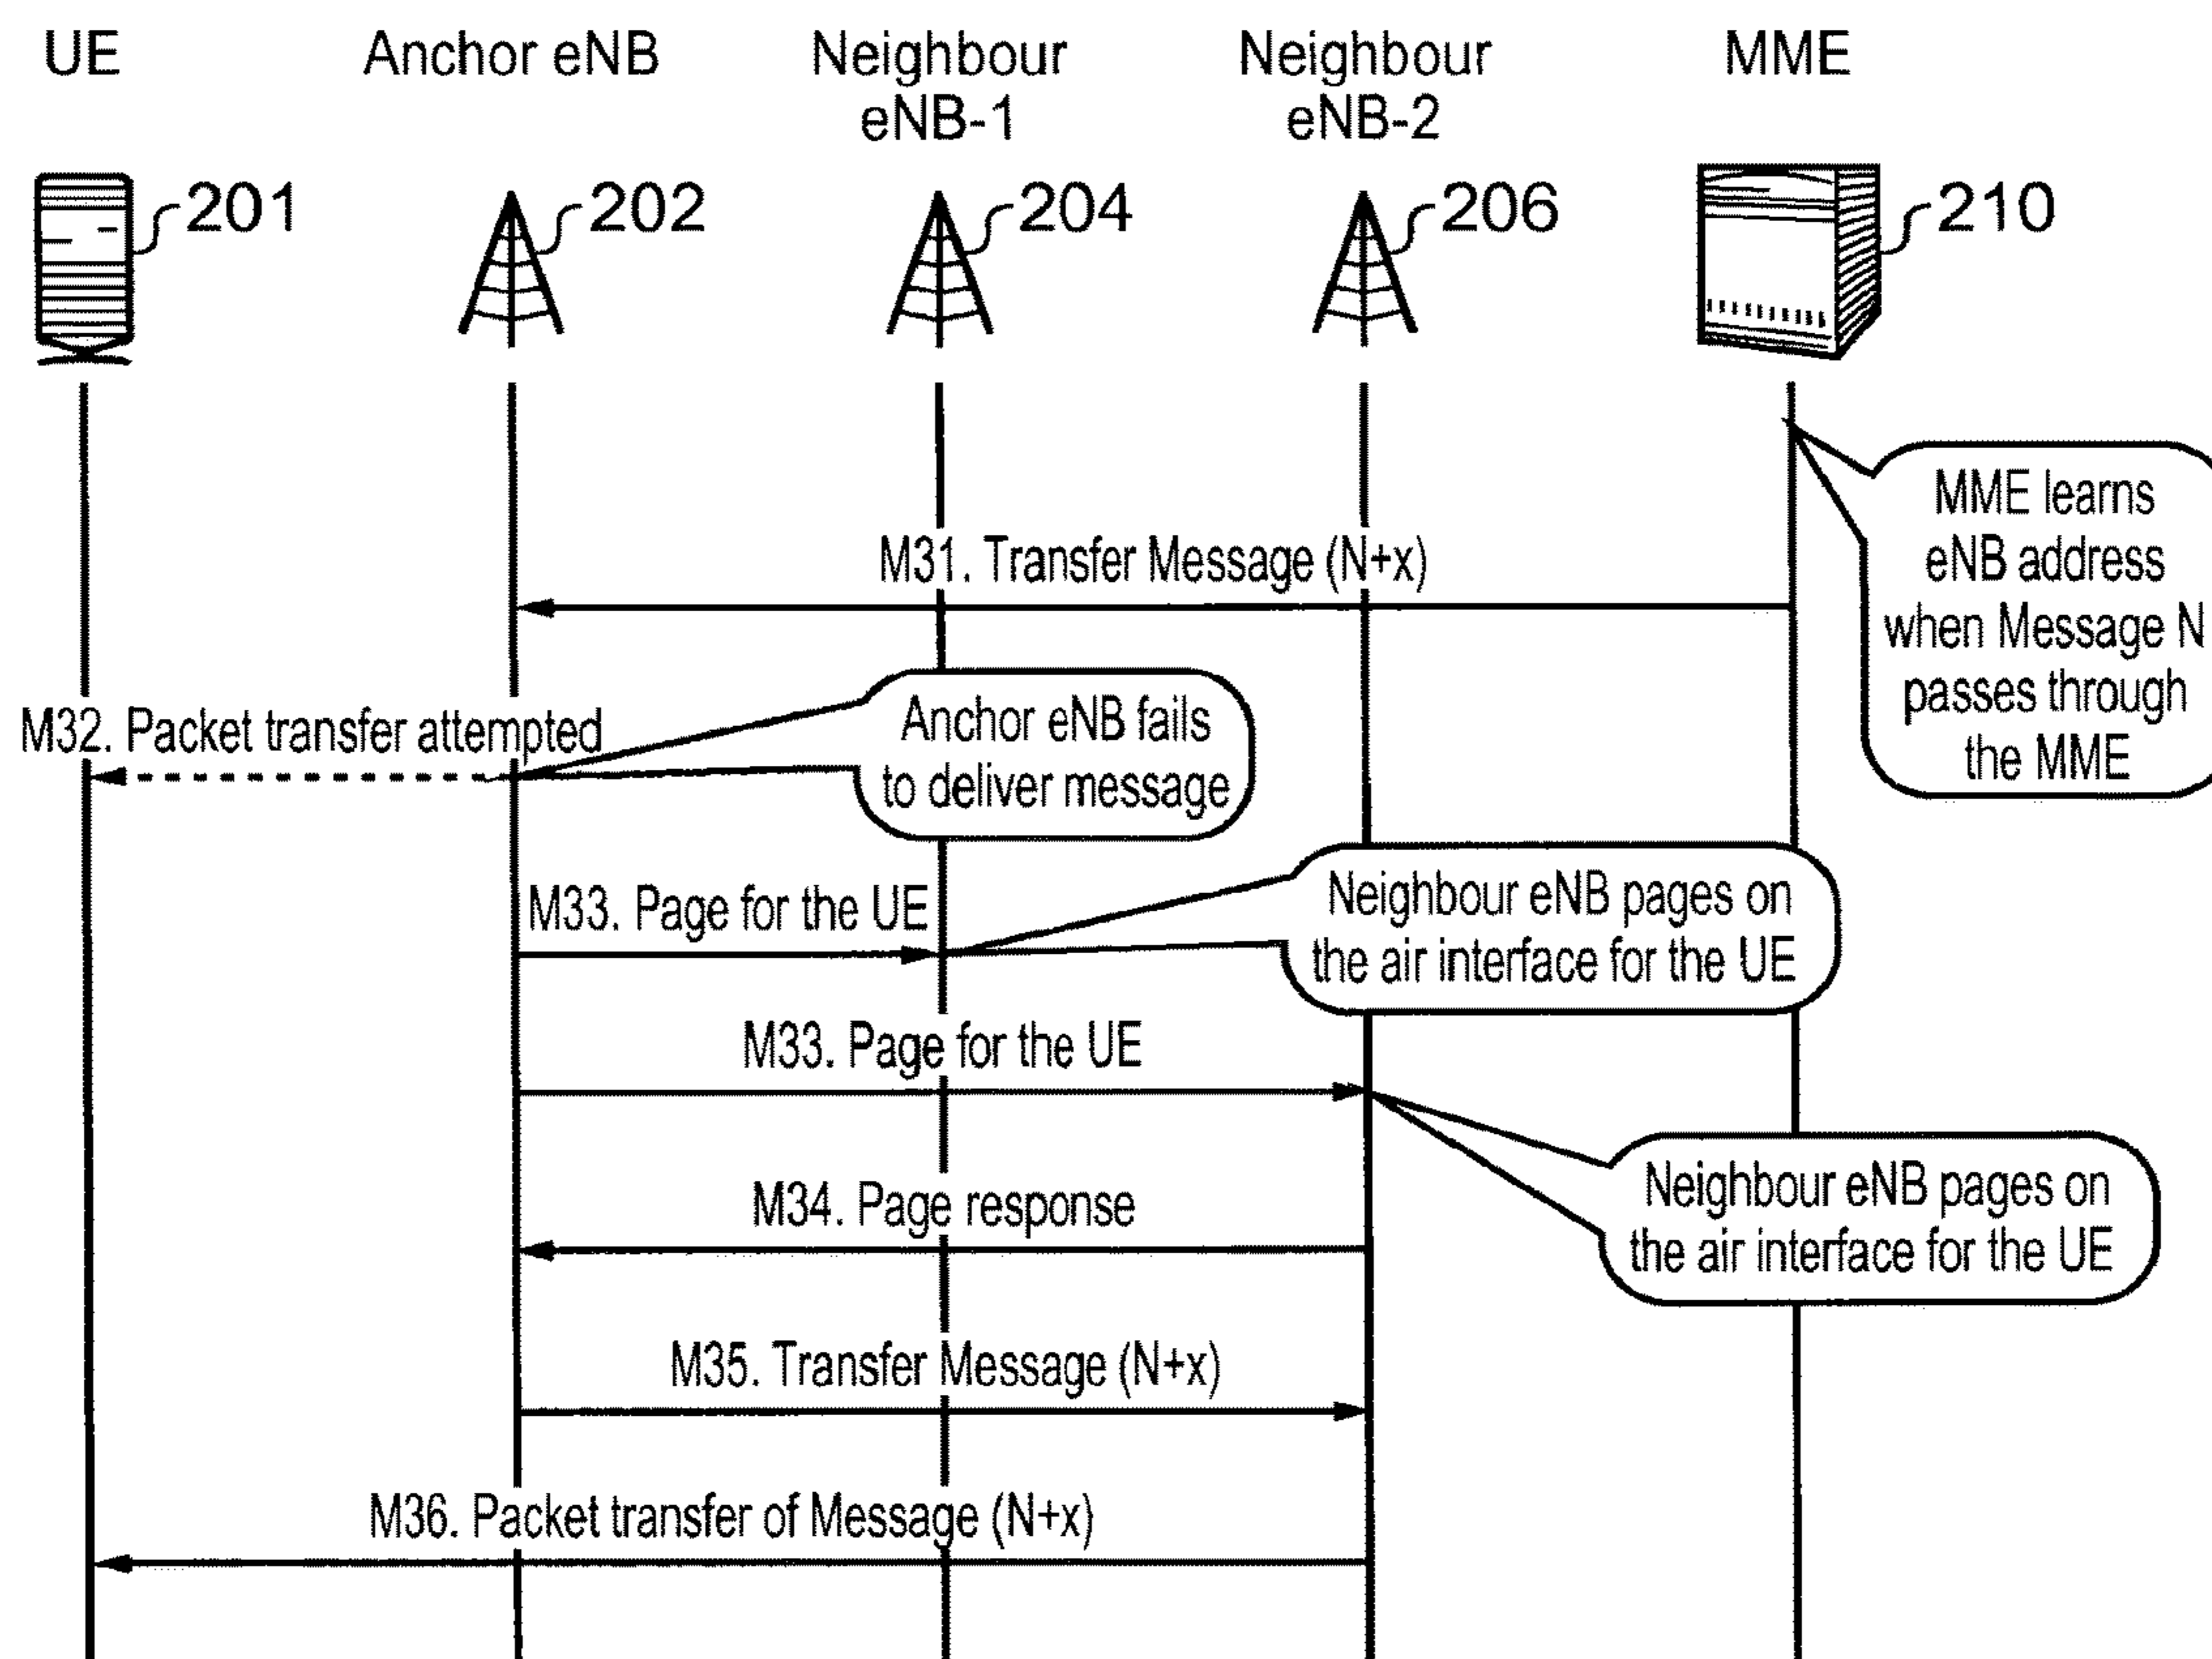 UE
Anchor eNB
Neighbour
eNB-1
Neighbour
eNB-2
MME
201
202
204
206
210
MME learns
eNB address
when Message N
passes through
the MME
M31. Transfer Message (N+x)
M32. Packet transfer attempted
Anchor eNB fails
to deliver message
M33. Page for the UE
Neighbour eNB pages on
the air interface for the UE
M33. Page for the UE
Neighbour eNB pages on
the air interface for the UE
M34. Page response
M35. Transfer Message (N+x)
M36. Packet transfer of Message (N+x)